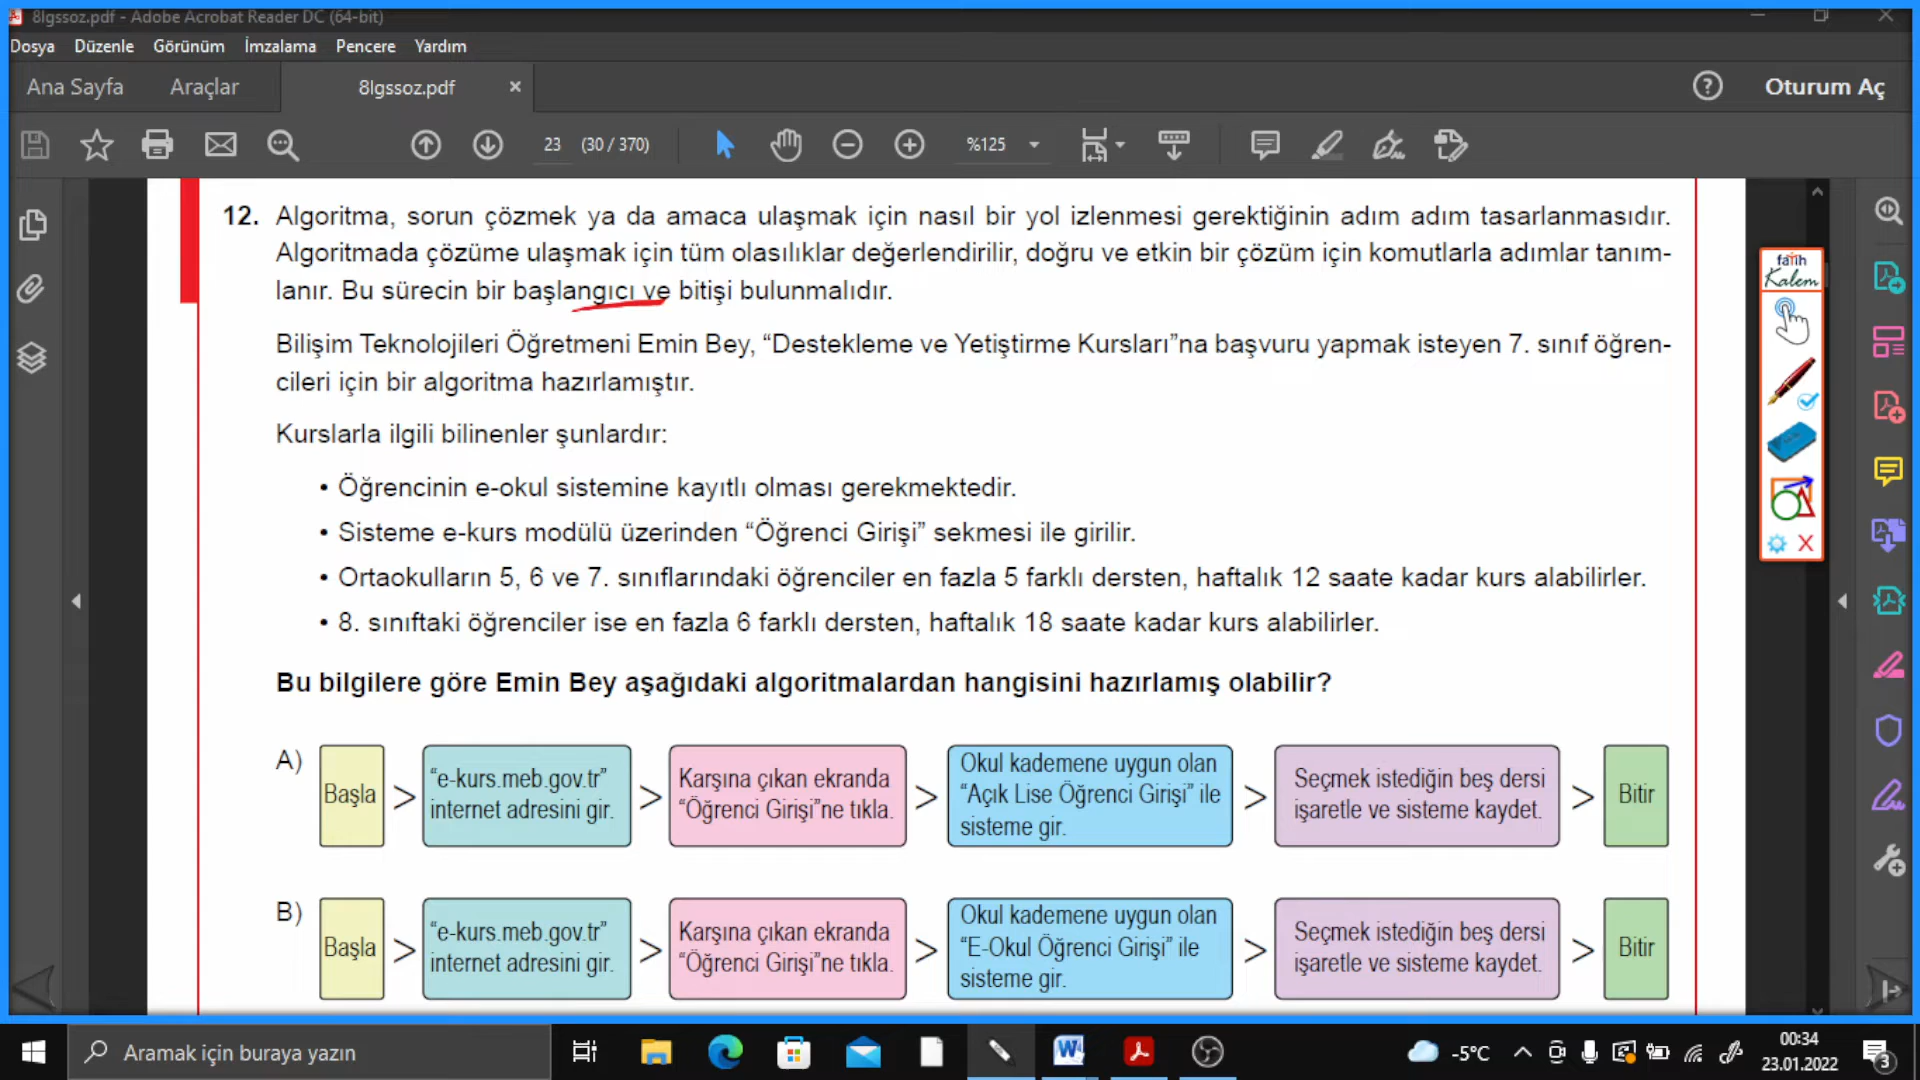 8lgssoz.pdf - Adobe Acrobat Reader DC (64-bit)
Dosya Düzenle Görünüm İmzalama Pencere Yardım
Ana Sayfa Araçlar 8lgssoz.pdf × Oturum Aç
23 (30 / 370) %125
12. Algoritma, sorun çözmek ya da amaca ulaşmak için nasıl bir yol izlenmesi gerektiğinin adım adım tasarlanmasıdır.
Algoritmada çözüme ulaşmak için tüm olasılıklar değerlendirilir, doğru ve etkin bir çözüm için komutlarla adımlar tanım-
lanır. Bu sürecin bir başlangıcı ve bitişi bulunmalıdır.
fatih
Kalem
Bilişim Teknolojileri Öğretmeni Emin Bey, “Destekleme ve Yetiştirme Kursları”na başvuru yapmak isteyen 7. sınıf öğren-
cileri için bir algoritma hazırlamıştır.
Kurslarla ilgili bilinenler şunlardır:
• Öğrencinin e-okul sistemine kayıtlı olması gerekmektedir.
• Sisteme e-kurs modülü üzerinden “Öğrenci Girişi” sekmesi ile girilir.
• Ortaokulların 5, 6 ve 7. sınıflarındaki öğrenciler en fazla 5 farklı dersten, haftalık 12 saate kadar kurs alabilirler.
• 8. sınıftaki öğrenciler ise en fazla 6 farklı dersten, haftalık 18 saate kadar kurs alabilirler.
Bu bilgilere göre Emin Bey aşağıdaki algoritmalardan hangisini hazırlamış olabilir?
A)
Başla
>
“e-kurs.meb.gov.tr”
internet adresini gir.
>
Karşına çıkan ekranda
“Öğrenci Girişi”ne tıkla.
>
Okul kademene uygun olan
“Açık Lise Öğrenci Girişi” ile
sisteme gir.
>
Seçmek istediğin beş dersi
işaretle ve sisteme kaydet.
>
Bitir
B)
Başla
>
“e-kurs.meb.gov.tr”
internet adresini gir.
>
Karşına çıkan ekranda
“Öğrenci Girişi”ne tıkla.
>
Okul kademene uygun olan
“E-Okul Öğrenci Girişi” ile
sisteme gir.
>
Seçmek istediğin beş dersi
işaretle ve sisteme kaydet.
>
Bitir
Aramak için buraya yazın
-5°C
00:34
23.01.2022
3